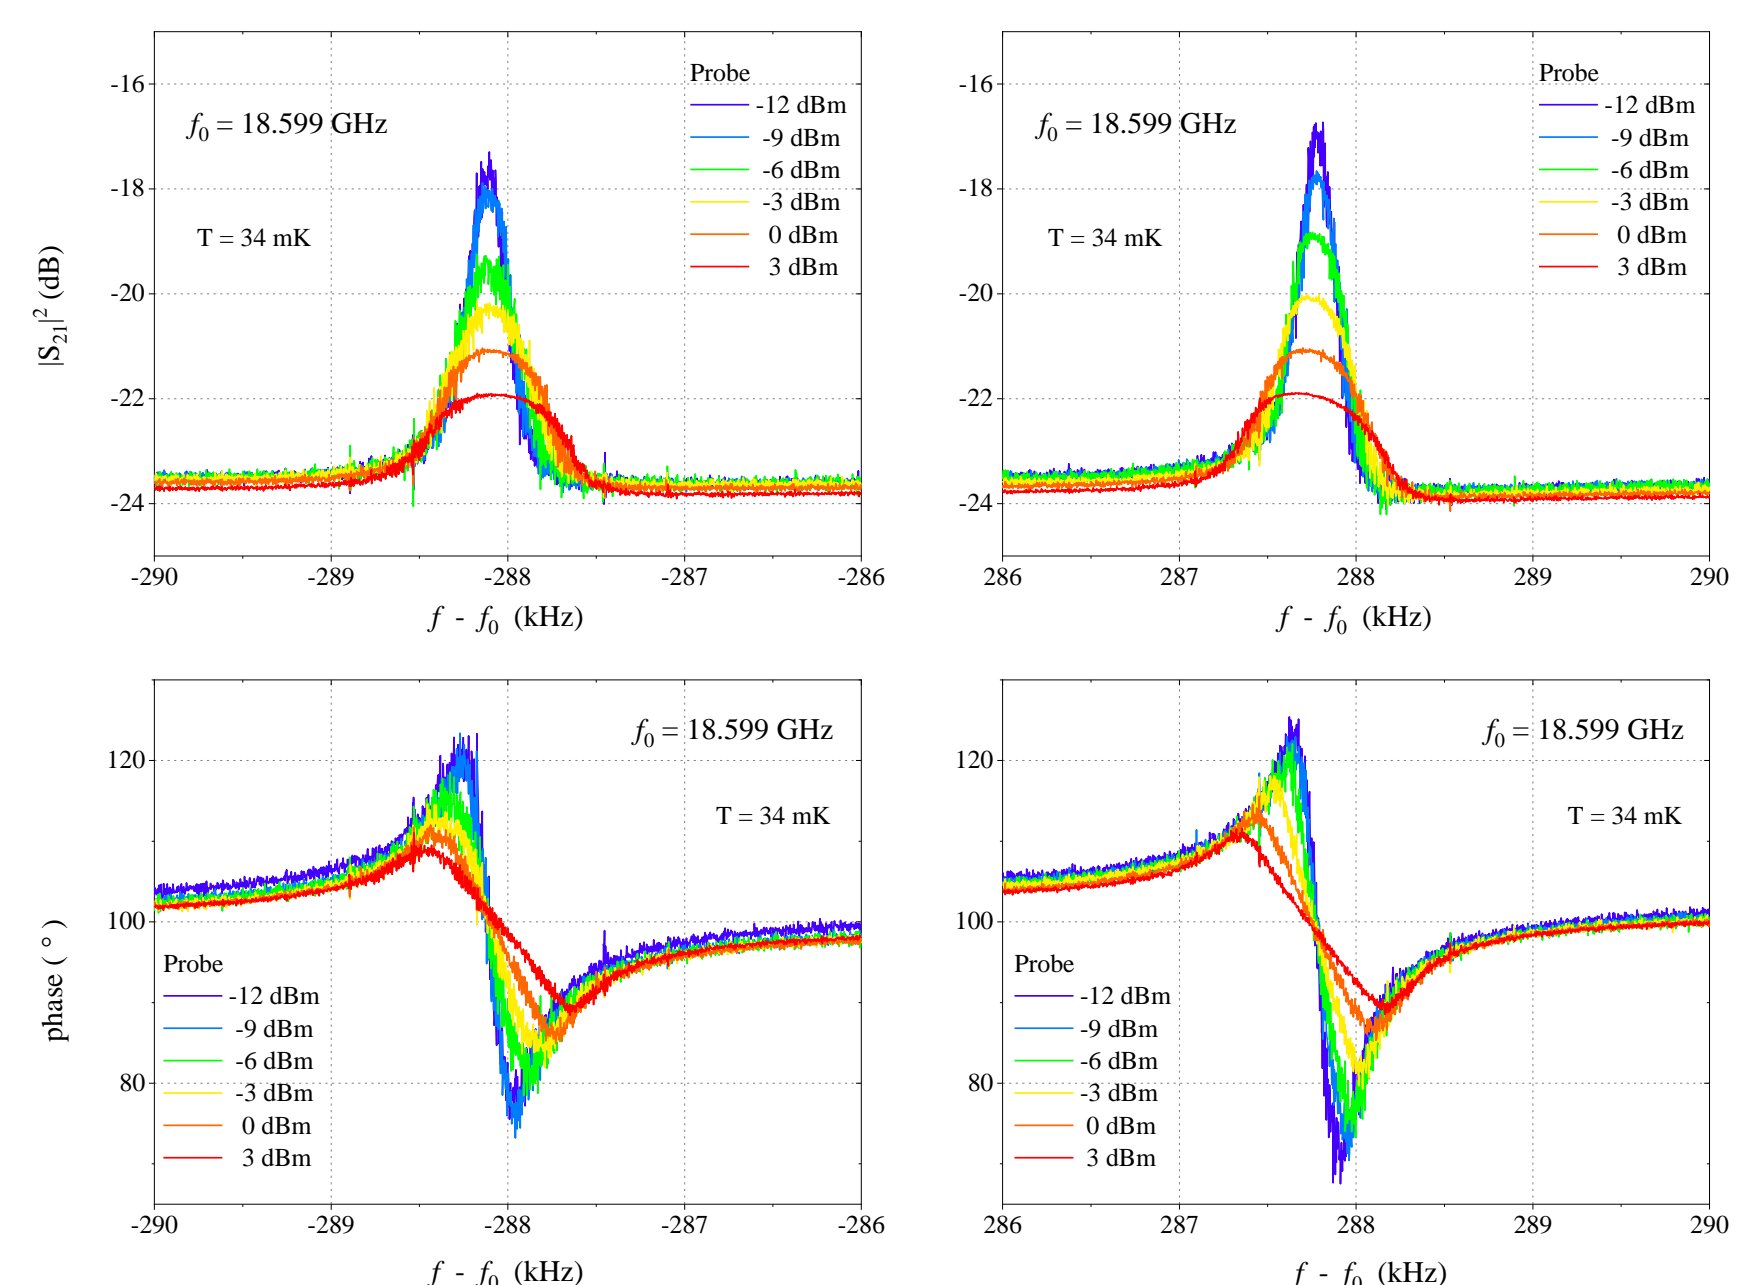 Probe
-12 dBm
-9 dBm
-6 dBm
-3 dBm
0 dBm
3 dBm
f0 = 18.599 GHz
T = 34 mK
-16
-18
-20
-22
-24
|S21|2 (dB)
-290
-289
-288
-287
-286
f - f0 (kHz)
Probe
-12 dBm
-9 dBm
-6 dBm
-3 dBm
0 dBm
3 dBm
f0 = 18.599 GHz
T = 34 mK
-16
-18
-20
-22
-24
286
287
288
289
290
f - f0 (kHz)
f0 = 18.599 GHz
T = 34 mK
120
100
80
phase ( ° )
Probe
-12 dBm
-9 dBm
-6 dBm
-3 dBm
0 dBm
3 dBm
-290
-289
-288
-287
-286
f - f0 (kHz)
f0 = 18.599 GHz
T = 34 mK
120
100
80
Probe
-12 dBm
-9 dBm
-6 dBm
-3 dBm
0 dBm
3 dBm
286
287
288
289
290
f - f0 (kHz)